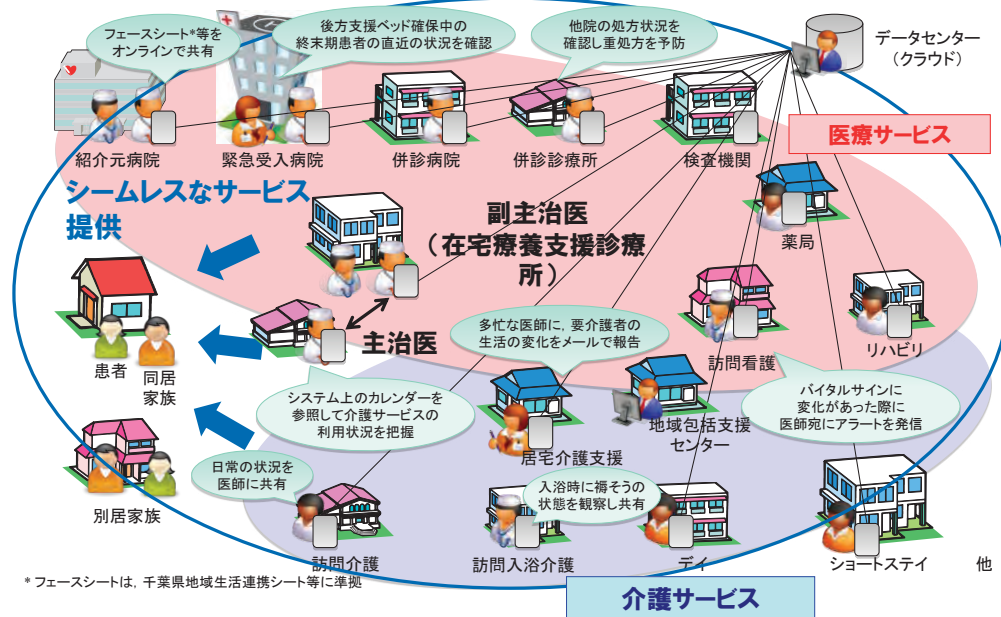 フェースシート*等を
オンラインで共有
後方支援ベッド確保中の
終末期患者の直近の状況を確認
他院の処方状況を
確認し重処方を予防
データセンター
(クラウド)
医療サービス
紹介元病院
緊急受入病院
併診病院
併診診療所
検査機関
薬局
シームレスなサービス
提供
副主治医
(在宅療養支援診療
所)
主治医
患者
同居
家族
多忙な医師に,要介護者の
生活の変化をメールで報告
訪問看護
リハビリ
システム上のカレンダーを
参照して介護サービスの
利用状況を把握
バイタルサインに
変化があった際に
医師宛にアラートを発信
居宅介護支援
地域包括支援
センター
日常の状況を
医師に共有
別居家族
入浴時に褥そうの
状態を観察し共有
訪問介護
訪問入浴介護
デイ
ショートステイ
他
* フェースシートは,千葉県地域生活連携シート等に準拠
介護サービス